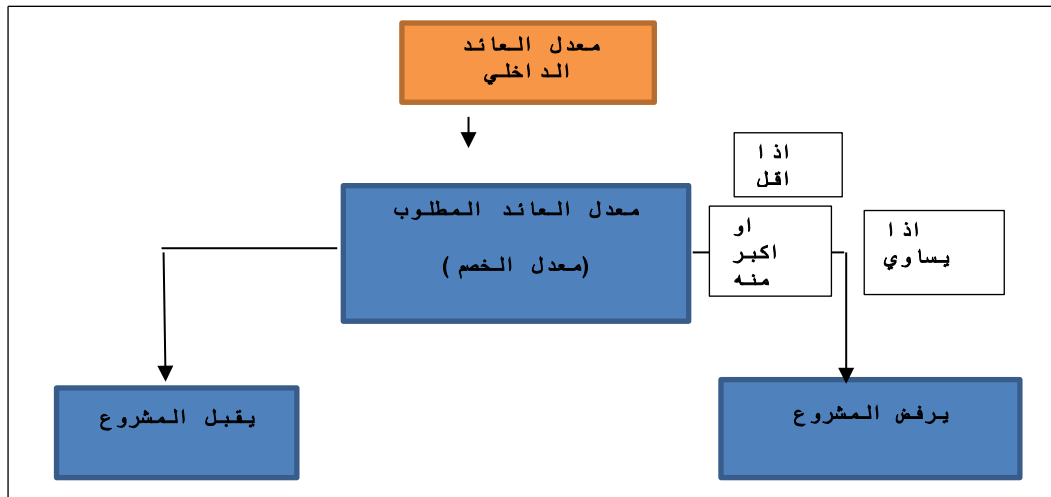 معدل العائد
الداخلي
اذا
اقل
معدل العائد المطلوب
(معدل الخصم)
او
اكبر
منه
اذا
يساوي
يقبل المشروع
يرفض المشروع